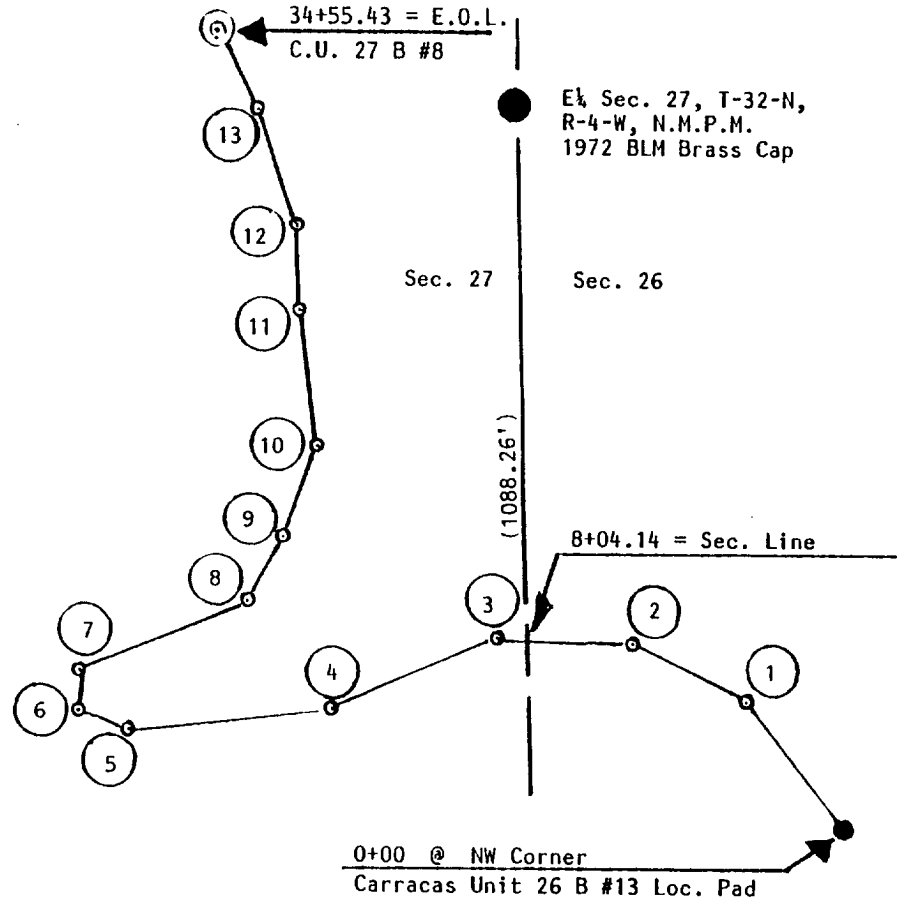 34+55.43 = E.O.L.
C.U. 27 B #8
E¼ Sec. 27, T-32-N,
R-4-W, N.M.P.M.
1972 BLM Brass Cap
13
12
Sec. 27
Sec. 26
11
10
(1088.26')
9
8+04.14 = Sec. Line
8
3
2
7
4
1
6
5
0+00 @ NW Corner
Carracas Unit 26 B #13 Loc. Pad